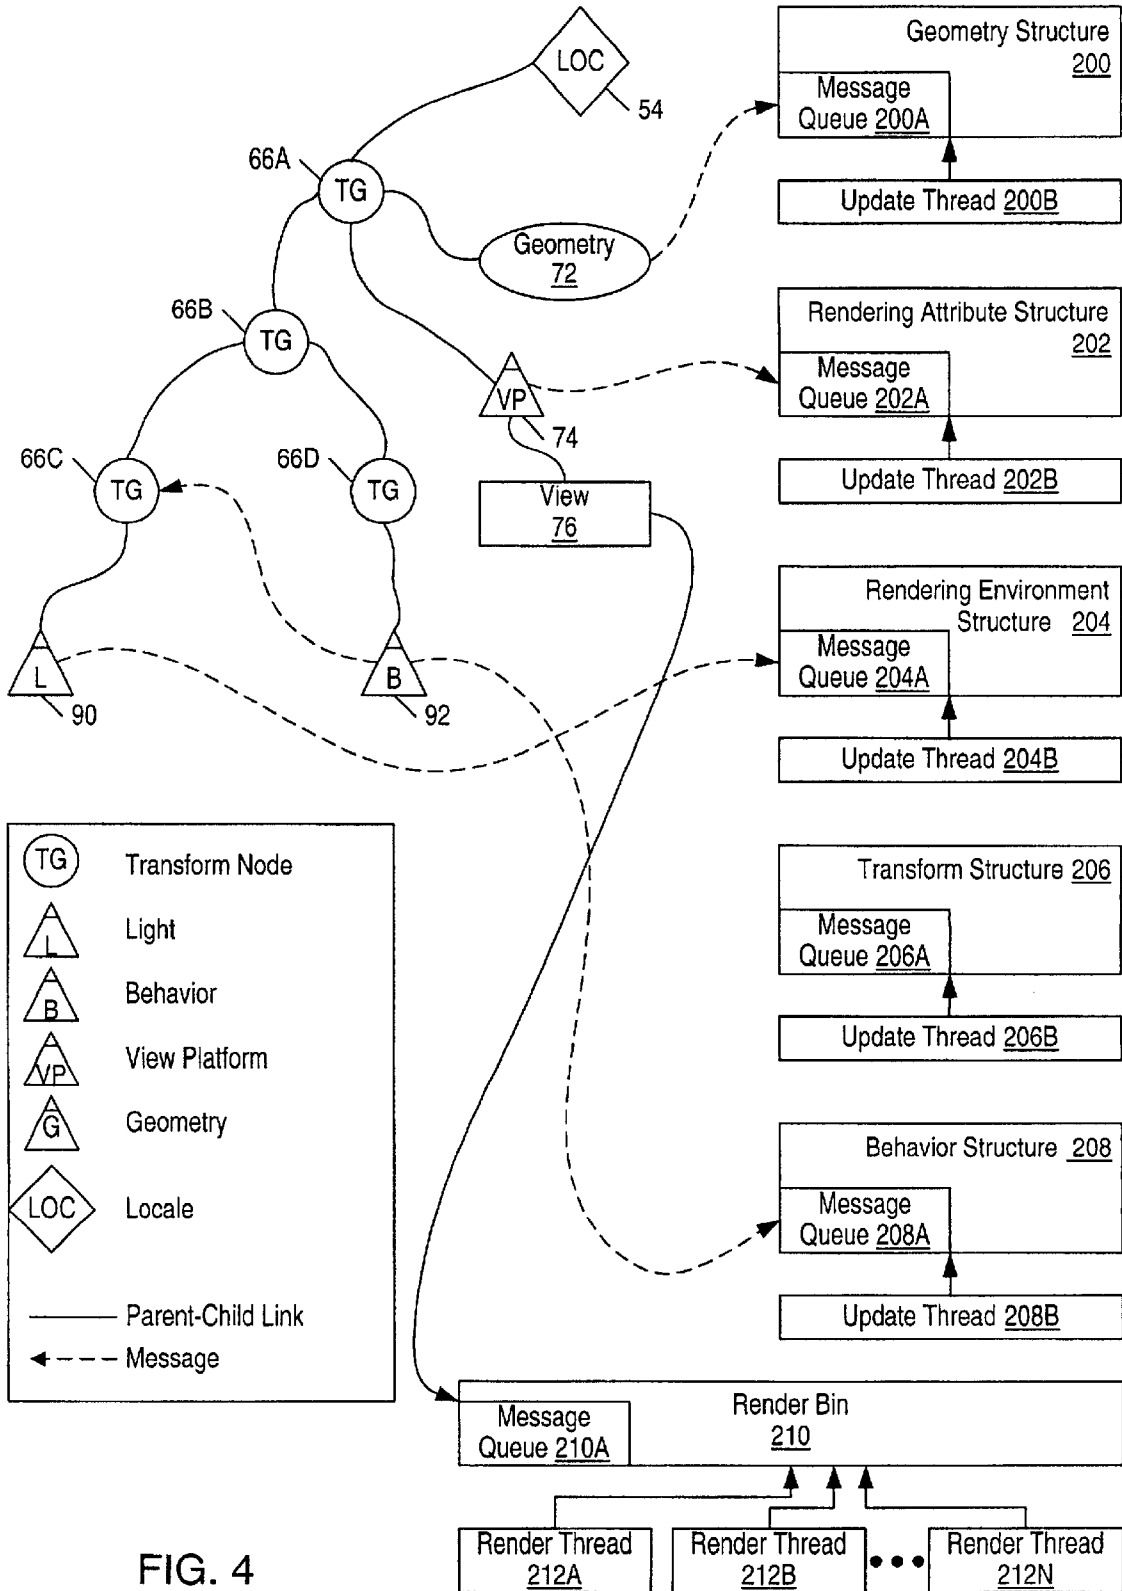 LOC
54
Geometry Structure
200
Message
Queue 200A
Update Thread 200B
66A
TG
Geometry
72
66B
TG
Rendering Attribute Structure
202
Message
Queue 202A
Update Thread 202B
VP
74
66C
TG
66D
TG
View
76
Rendering Environment
Structure 204
Message
Queue 204A
Update Thread 204B
L
90
B
92
TG Transform Node
L Light
B Behavior
VP View Platform
G Geometry
LOC Locale
Parent-Child Link
Message
Transform Structure 206
Message
Queue 206A
Update Thread 206B
Behavior Structure 208
Message
Queue 208A
Update Thread 208B
Render Bin
210
Message
Queue 210A
Render Thread
212A
Render Thread
212B
Render Thread
212N
FIG. 4